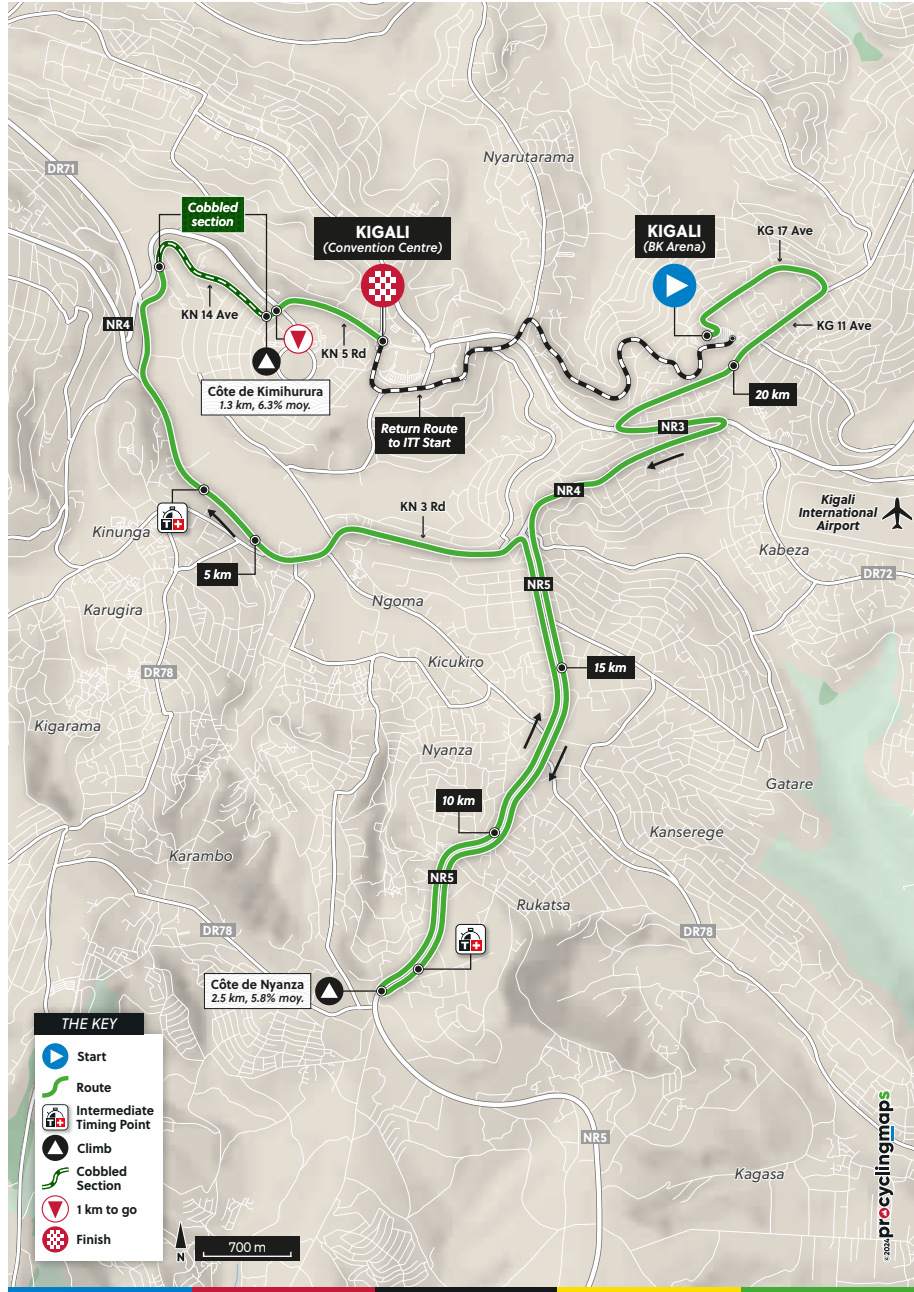 Nyarutarama
DR71
Cobbled
section
KIGALI
(Convention Centre)
KIGALI
(BK Arena)
KG 17 Ave
KN 14 Ave
NR4
KN 5 Rd
KG 11 Ave
Côte de Kimihurura
1.3 km, 6.3% moy.
20 km
Return Route
to ITT Start
NR3
NR4
KN 3 Rd
Kigali
International
Airport
Kinunga
T
5 km
Kabeza
DR72
NR5
Karugira
Ngoma
Kicukiro
15 km
DR78
Kigarama
Nyanza
Gatare
10 km
Kanserege
Karambo
NR5
Rukatsa
DR78
T
DR78
Côte de Nyanza
2.5 km, 5.8% moy.
THE KEY
Start
Route
T
Intermediate
Timing Point
Climb
Cobbled
Section
1 km to go
Finish
N
700 m
NR5
Kagasa
©2024 procyclingmaps